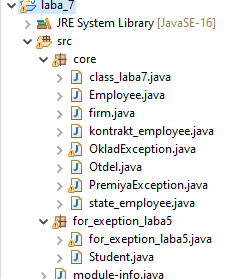 laba_7
JRE System Library [JavaSE-16]
src
core
class_laba7.java
Employee.java
firm.java
kontrakt_employee.java
OkladException.java
Otdel.java
PremiyaException.java
state_employee.java
for_exeption_laba5
for_exeption_laba5.java
Student.java
module-info.java